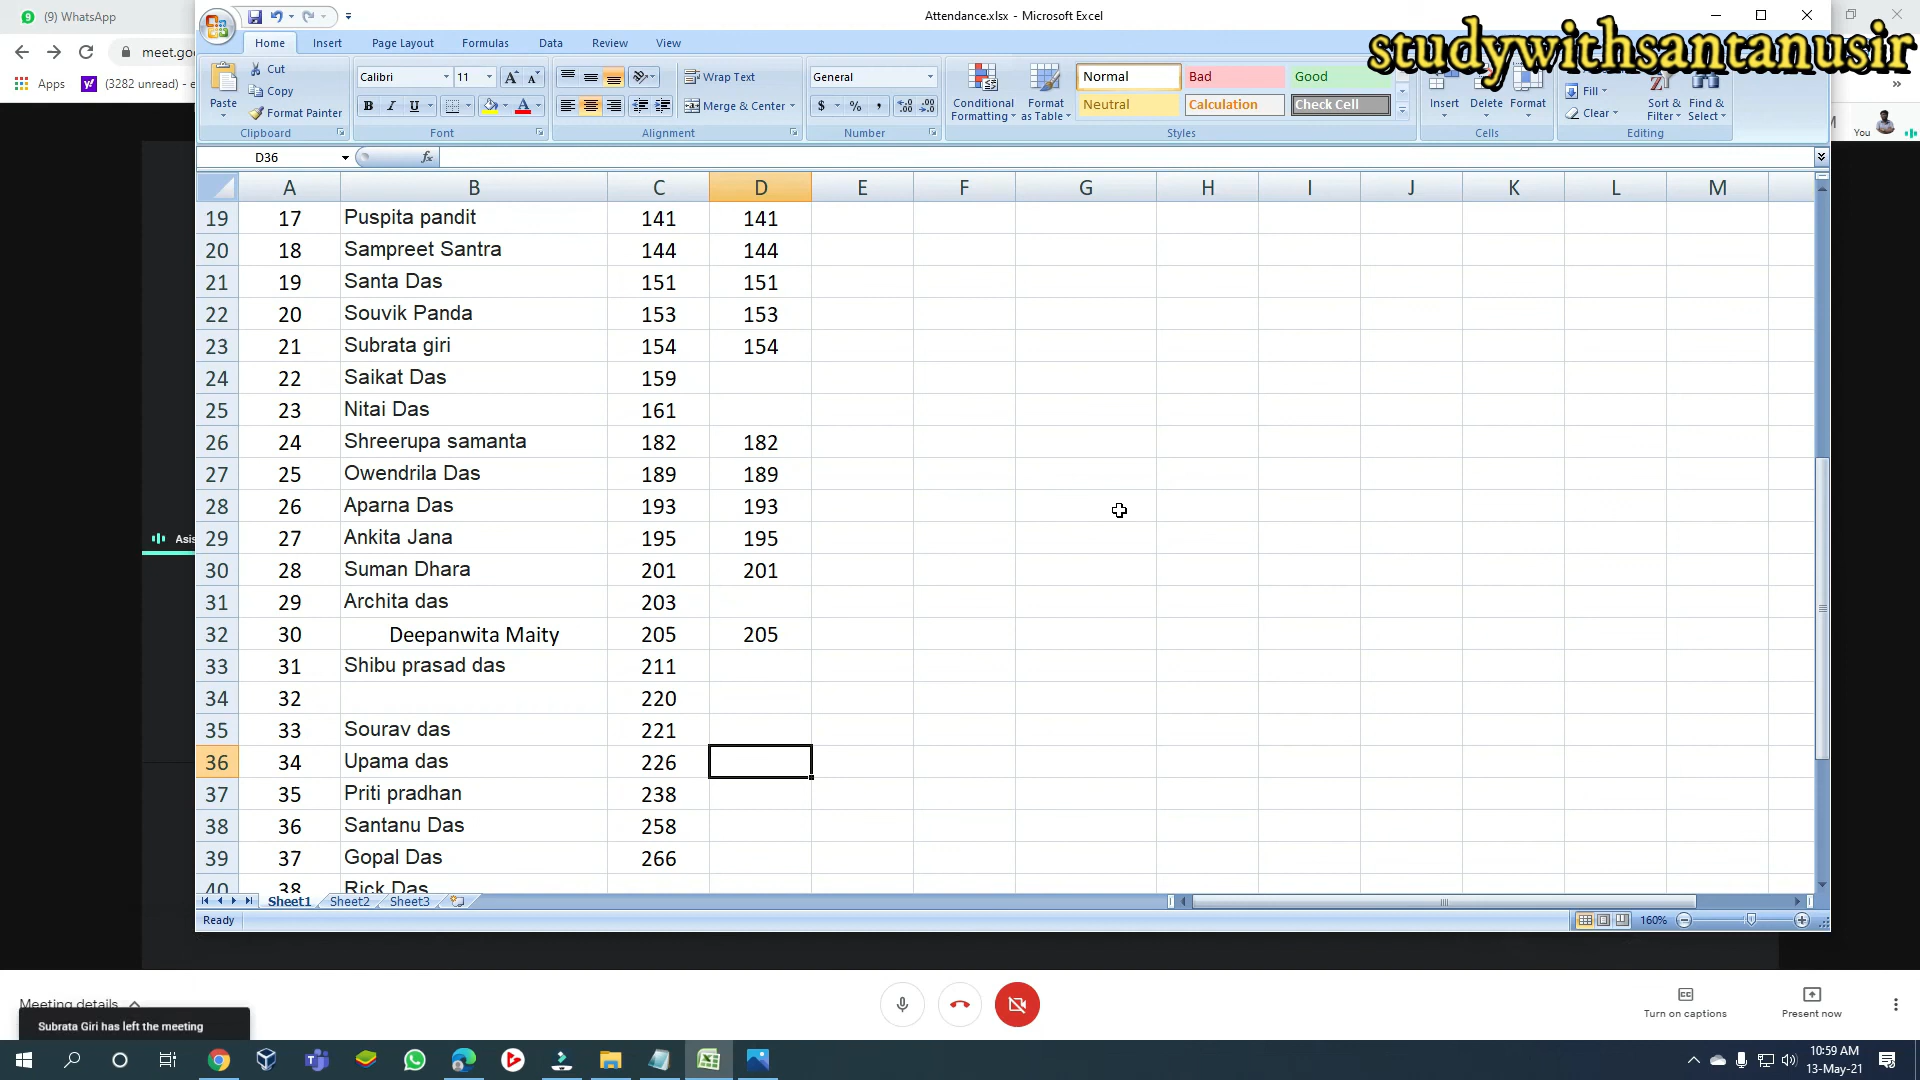 (9) WhatsApp
Attendance.xlsx - Microsoft Excel
studywithsantanusir
Home Insert Page Layout Formulas Data Review View
meet.goo
Apps (3282 unread) - e
Paste
Cut
Copy
Format Painter
Clipboard
Calibri 11
B I U
Font
Wrap Text
Merge & Center
Alignment
General
$ % ,
Number
Conditional Formatting
Format as Table
Normal Bad Good
Neutral Calculation Check Cell
Styles
Insert Delete Format
Cells
Fill
Clear
Sort & Filter
Find & Select
Editing
You
D36 fx
A B C D E F G H I J K L M
19 17 Puspita pandit 141 141
20 18 Sampreet Santra 144 144
21 19 Santa Das 151 151
22 20 Souvik Panda 153 153
23 21 Subrata giri 154 154
24 22 Saikat Das 159
25 23 Nitai Das 161
26 24 Shreerupa samanta 182 182
27 25 Owendrila Das 189 189
28 26 Aparna Das 193 193
29 27 Ankita Jana 195 195
30 28 Suman Dhara 201 201
31 29 Archita das 203
32 30 Deepanwita Maity 205 205
33 31 Shibu prasad das 211
34 32 220
35 33 Sourav das 221
36 34 Upama das 226
37 35 Priti pradhan 238
38 36 Santanu Das 258
39 37 Gopal Das 266
40 38 Rick Das
Asis
Sheet1 Sheet2 Sheet3
Ready 160%
Meeting details
Subrata Giri has left the meeting
Turn on captions
Present now
10:59 AM
13-May-21